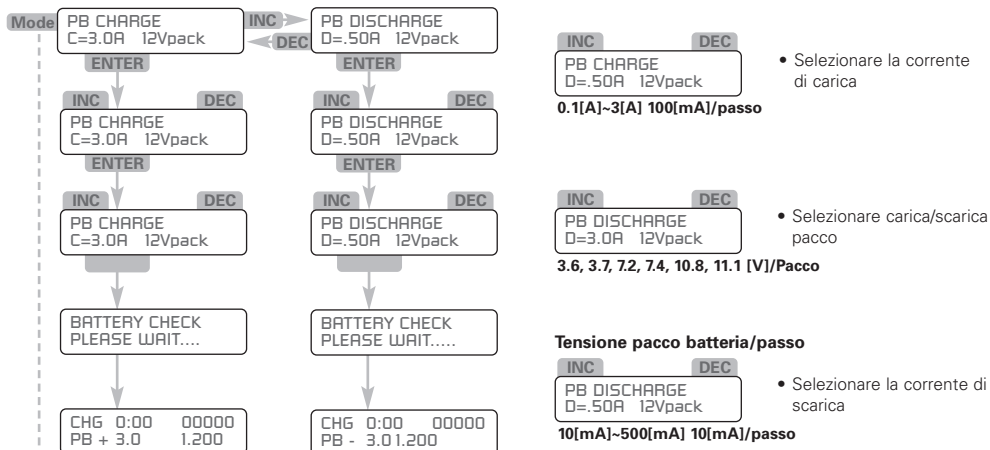 Mode
PB CHARGE
C=3.0A 12Vpack
INC
DEC
PB DISCHARGE
D=.50A 12Vpack
ENTER
ENTER
INC DEC
PB CHARGE
C=3.0A 12Vpack
ENTER
INC DEC
PB DISCHARGE
D=.50A 12Vpack
ENTER
INC DEC
PB CHARGE
C=3.0A 12Vpack
INC DEC
PB DISCHARGE
D=.50A 12Vpack
BATTERY CHECK
PLEASE WAIT....
BATTERY CHECK
PLEASE WAIT.....
CHG 0:00 00000
PB + 3.0 1.200
CHG 0:00 00000
PB - 3.01.200
INC DEC
PB CHARGE
D=.50A 12Vpack
0.1[A]~3[A] 100[mA]/passo
• Selezionare la corrente
di carica
INC DEC
PB DISCHARGE
D=3.0A 12Vpack
3.6, 3.7, 7.2, 7.4, 10.8, 11.1 [V]/Pacco
• Selezionare carica/scarica
pacco
Tensione pacco batteria/passo
INC DEC
PB DISCHARGE
D=.50A 12Vpack
10[mA]~500[mA] 10[mA]/passo
• Selezionare la corrente di
scarica